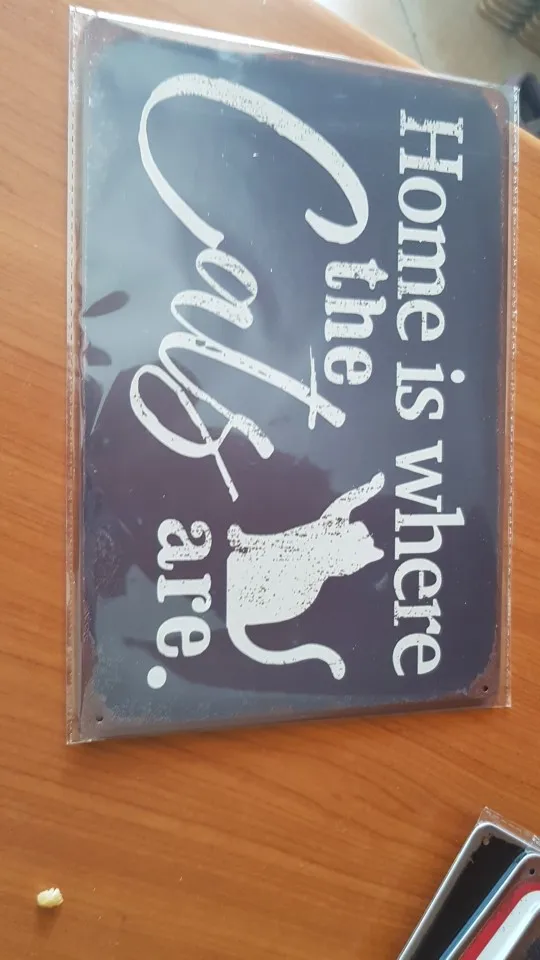 Home is where
the
Cats
are.